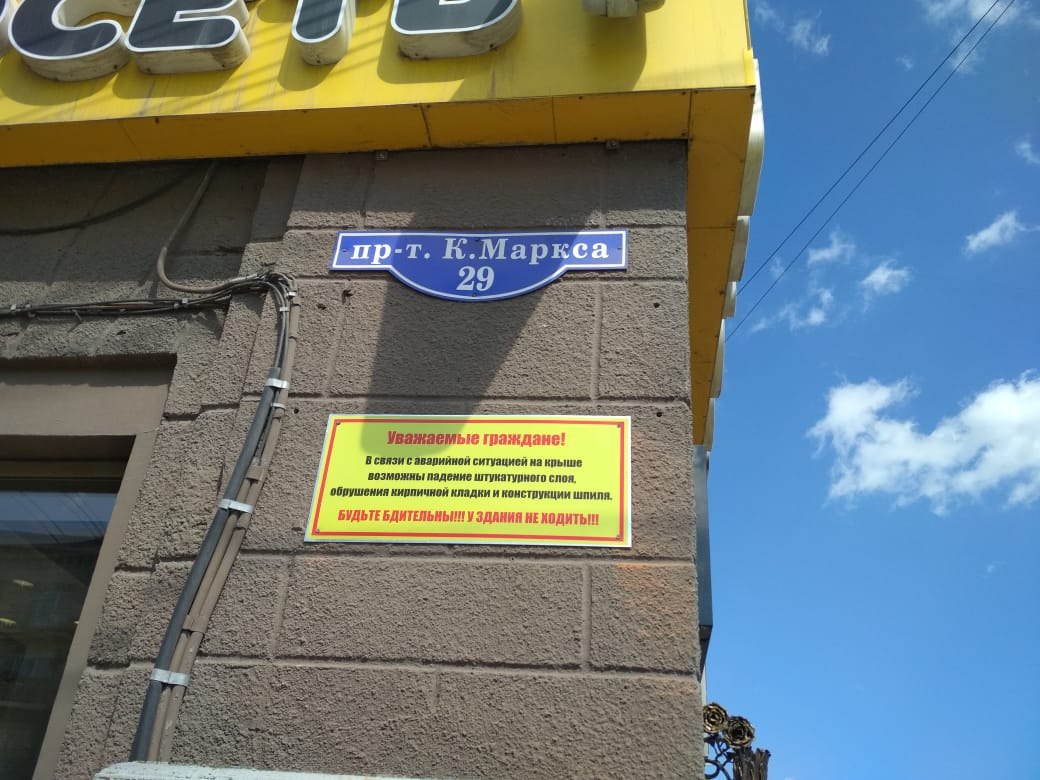 пр-т. К.Маркса
29
Уважаемые граждане!
В связи с аварийной ситуацией на крыше
возможны падение штукатурного слоя,
обрушения кирпичной кладки и конструкции шпиля.
БУДЬТЕ БДИТЕЛЬНЫ!!! У ЗДАНИЯ НЕ ХОДИТЬ!!!